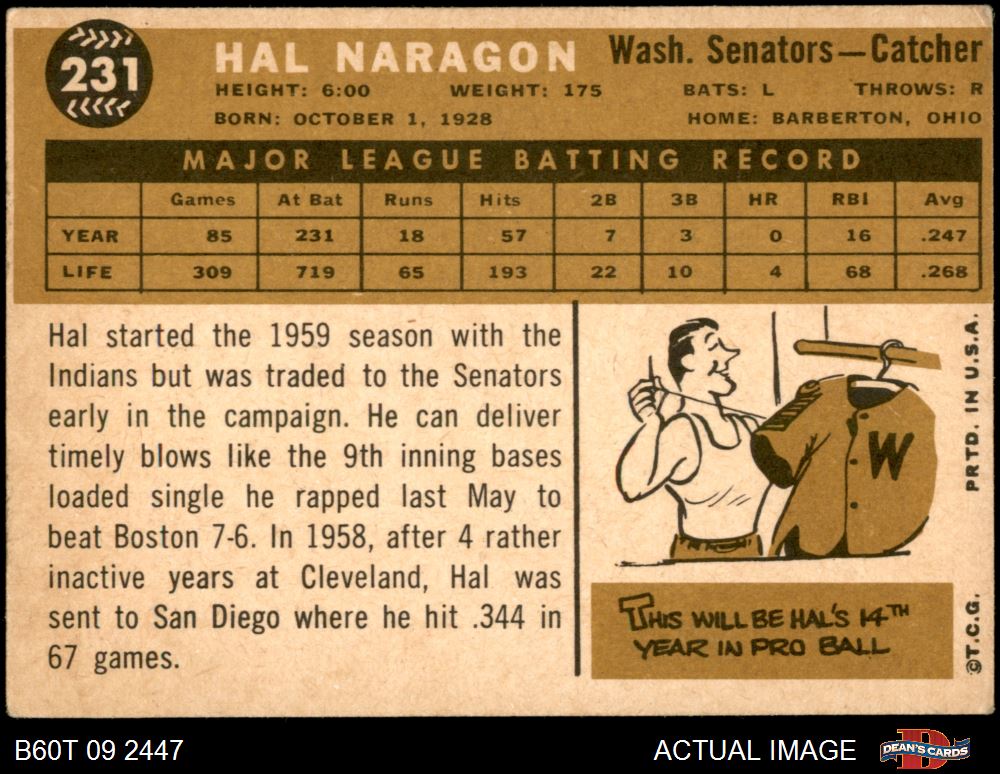 231
HAL NARAGON Wash. Senators—Catcher
HEIGHT: 6:00 WEIGHT: 175 BATS: L THROWS: R
BORN: OCTOBER 1, 1928 HOME: BARBERTON, OHIO
MAJOR LEAGUE BATTING RECORD
Games At Bat Runs Hits 2B 3B HR RBI Avg
YEAR 85 231 18 57 7 3 0 16 .247
LIFE 309 719 65 193 22 10 4 68 .268
Hal started the 1959 season with the
Indians but was traded to the Senators
early in the campaign. He can deliver
timely blows like the 9th inning bases
loaded single he rapped last May to
beat Boston 7-6. In 1958, after 4 rather
inactive years at Cleveland, Hal was
sent to San Diego where he hit .344 in
67 games.
W
THIS WILL BE HAL'S 14TH
YEAR IN PRO BALL
©T.C.G. PRTD. IN U.S.A.
B60T 09 2447 ACTUAL IMAGE DEAN'S CARDS